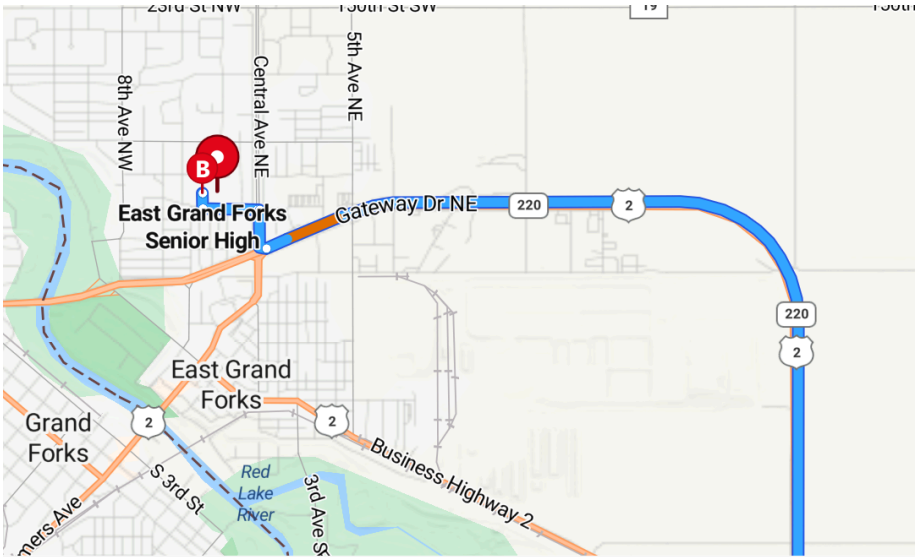 23rd St NW
150th St SW
19
5th Ave NE
Central Ave NE
8th Ave NW
B
East Grand Forks
Senior High
Gateway Dr NE
220
2
220
2
East Grand
Forks
2
2
Grand
Forks
Business Highway 2
S 3rd St
Red
Lake
River
3rd Ave S
mers Ave